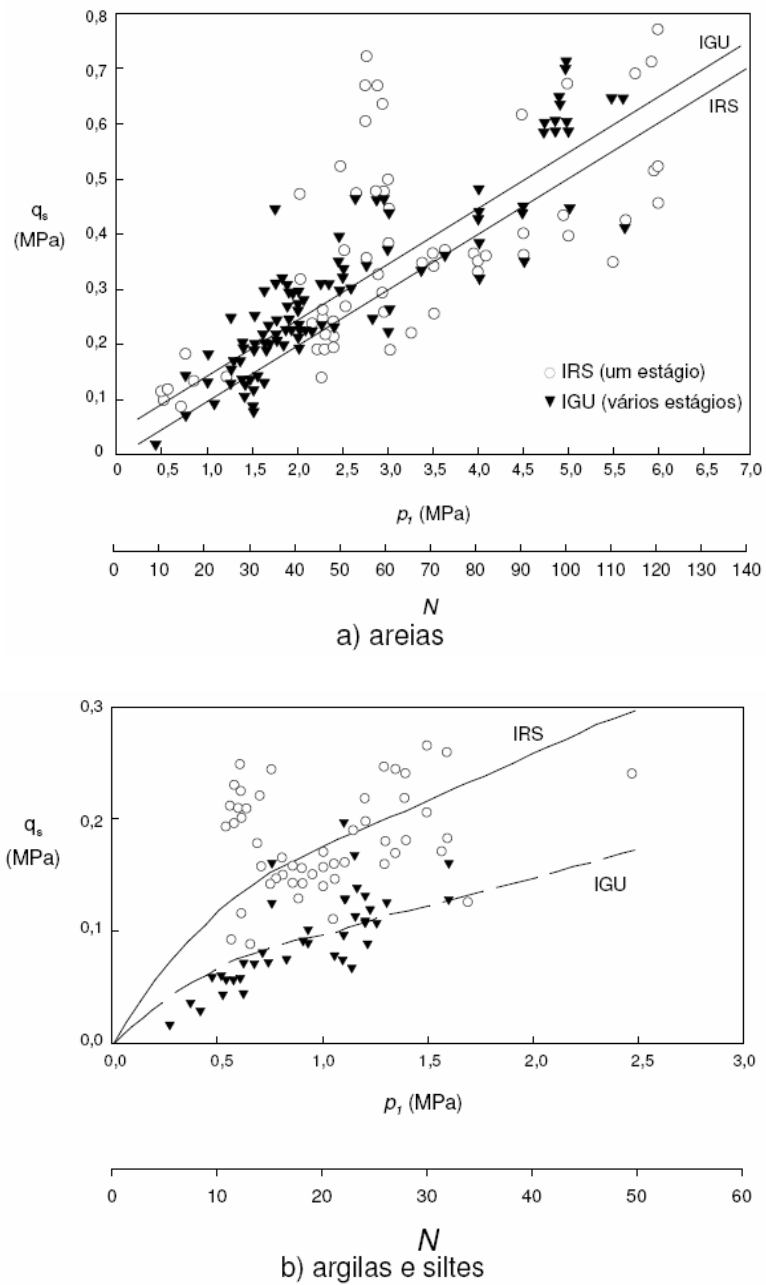 0,8
0,7
0,6
0,5
0,4
0,3
0,2
0,1
0
qs
(MPa)
IGU
IRS
IRS (um estágio)
IGU (vários estágios)
0 0,5 1,0 1,5 2,0 2,5 3,0 3,5 4,0 4,5 5,0 5,5 6,0 6,5 7,0
p1 (MPa)
0 10 20 30 40 50 60 70 80 90 100 110 120 130 140
N
a) areias
0,3
0,2
0,1
0,0
qs
(MPa)
IRS
IGU
0,0 0,5 1,0 1,5 2,0 2,5 3,0
p1 (MPa)
0 10 20 30 40 50 60
N
b) argilas e siltes